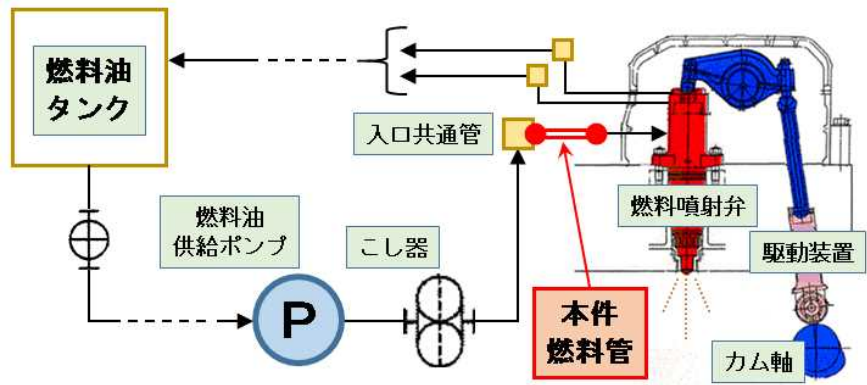 燃料油
タンク
入口共通管
燃料油
供給ポンプ
こし器
P
燃料噴射弁
駆動装置
本件
燃料管
カム軸